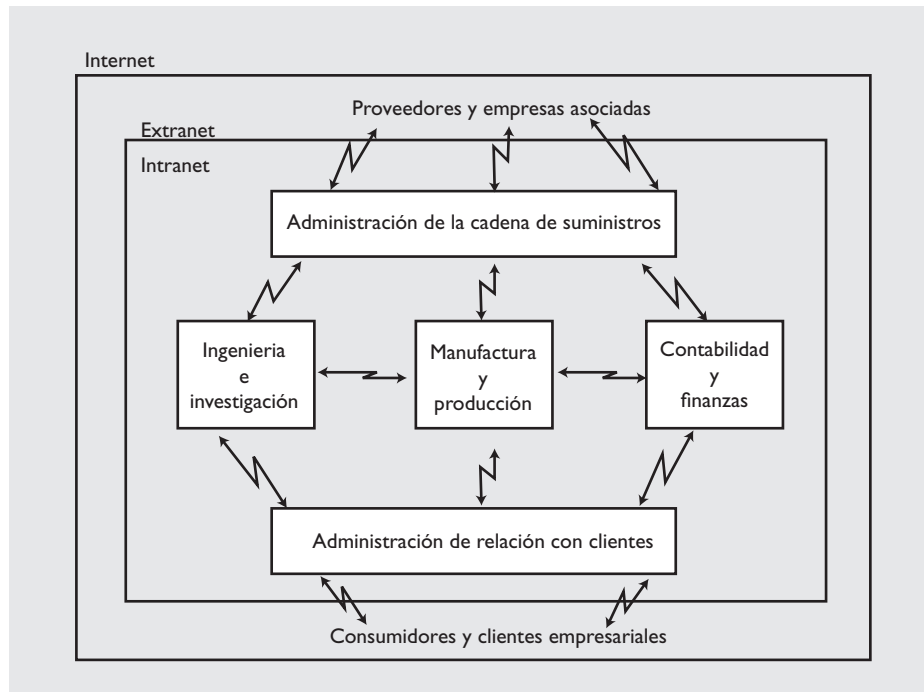 Internet
Proveedores y empresas asociadas
Extranet
Intranet
Administración de la cadena de suministros
Ingenieria
e
investigación
Manufactura
y
producción
Contabilidad
y
finanzas
Administración de relación con clientes
Consumidores y clientes empresariales